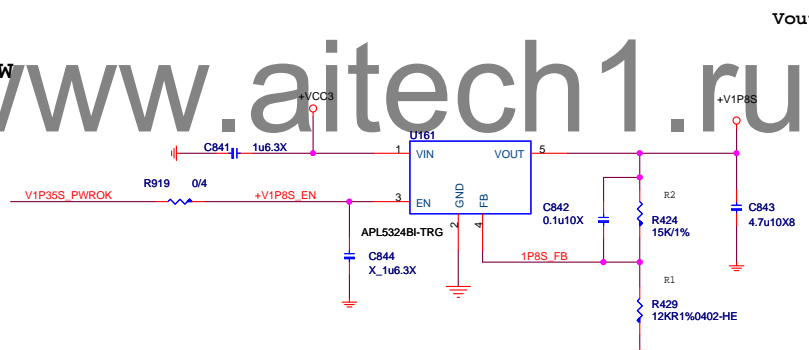 Vou
www.aitech1.ru
+VCC3
+V1P8S
U161
C841
1u6.3X
1
VIN
VOUT
5
V1P35S_PWROK
R919
0/4
+V1P8S_EN
3
EN
GND
FB
2
4
APL5324BI-TRG
C842
0.1u10X
R2
R424
15K/1%
C843
4.7u10X8
C844
X_1u6.3X
1P8S_FB
R1
R429
12KR1%0402-HE